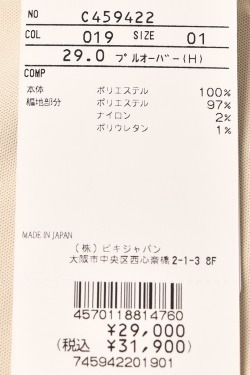 NO C459422
COL 019 SIZE 01
29.0 プルオーバー(H)
COMP
本体 ポリエステル 100%
編地部分 ポリエステル 97%
ナイロン 2%
ポリウレタン 1%
MADE IN JAPAN
(株)ビキジャパン
大阪市中央区西心斎橋2-1-3 8F
4570118814760
¥29,000
(税込 ¥31,900)
745942201901